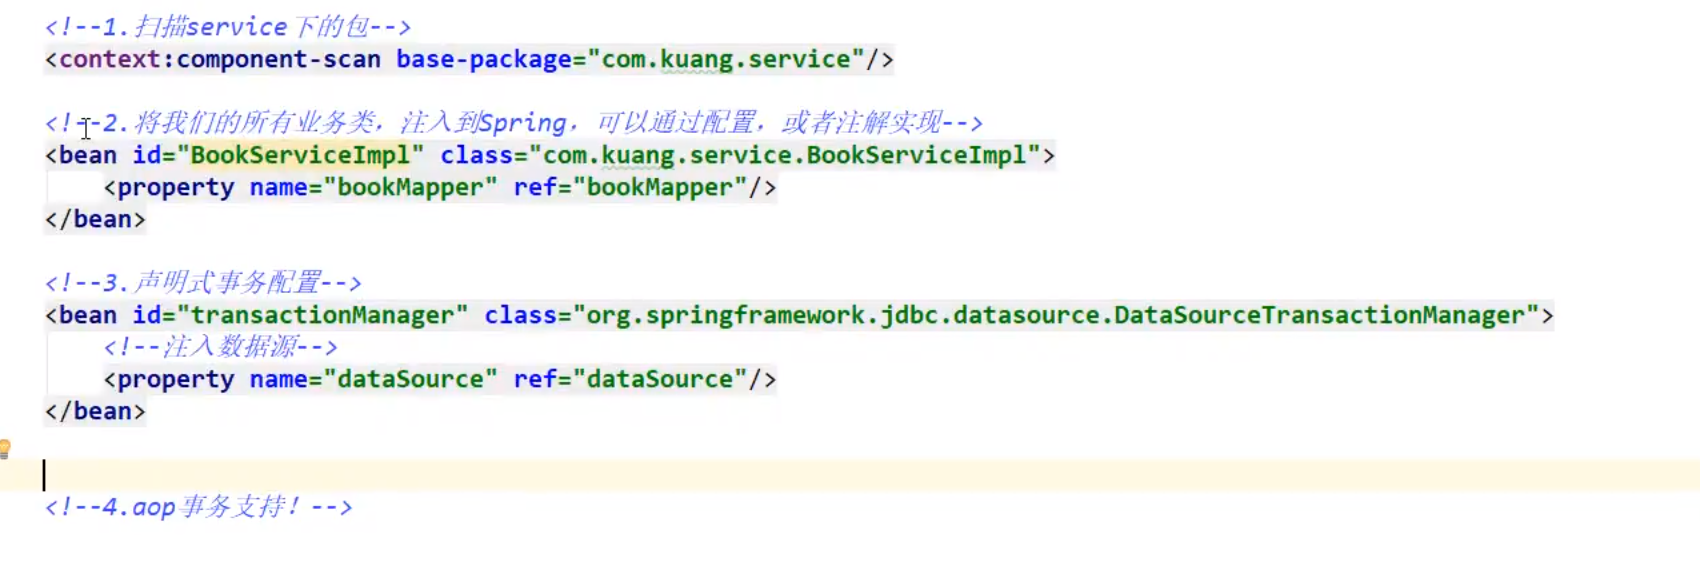 <!--1.扫描service下的包-->
<context:component-scan base-package="com.kuang.service"/>
<!--2.将我们的所有业务类，注入到Spring，可以通过配置，或者注解实现-->
<bean id="BookServiceImpl" class="com.kuang.service.BookServiceImpl">
<property name="bookMapper" ref="bookMapper"/>
</bean>
<!--3.声明式事务配置-->
<bean id="transactionManager" class="org.springframework.jdbc.datasource.DataSourceTransactionManager">
<!--注入数据源-->
<property name="dataSource" ref="dataSource"/>
</bean>
<!--4.aop事务支持！-->